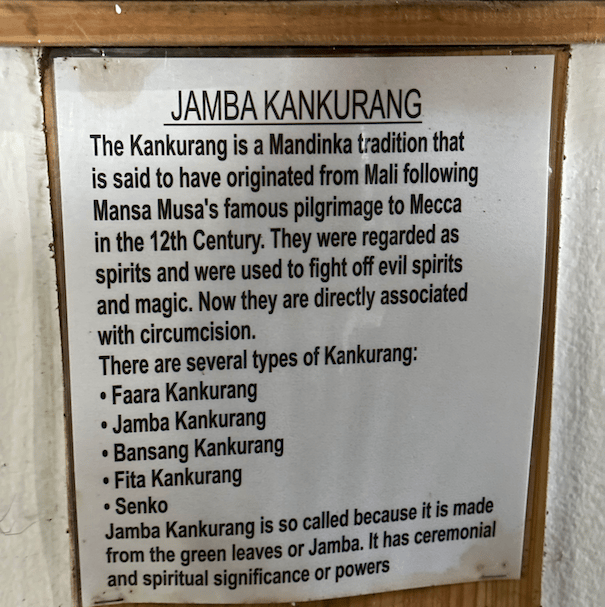 JAMBA KANKURANG
The Kankurang is a Mandinka tradition that
is said to have originated from Mali following
Mansa Musa's famous pilgrimage to Mecca
in the 12th Century. They were regarded as
spirits and were used to fight off evil spirits
and magic. Now they are directly associated
with circumcision.
There are several types of Kankurang:
• Faara Kankurang
• Jamba Kankurang
• Bansang Kankurang
• Fita Kankurang
• Senko
Jamba Kankurang is so called because it is made
from the green leaves or Jamba. It has ceremonial
and spiritual significance or powers